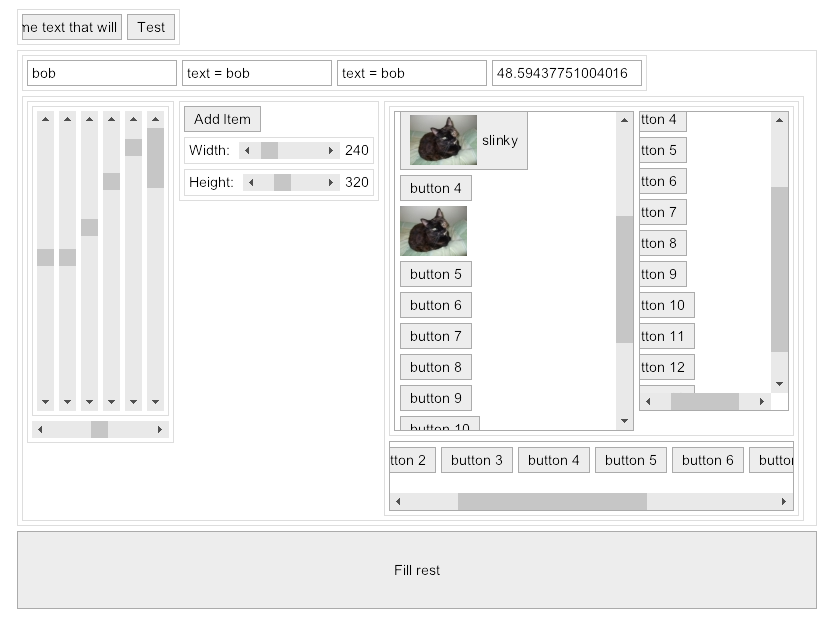 me text that will
Test
bob
text = bob
text = bob
48.59437751004016
Add Item
Width:
240
Height:
320
slinky
button 4
button 5
button 6
button 7
button 8
button 9
button 10
tton 4
tton 5
tton 6
tton 7
tton 8
tton 9
tton 10
tton 11
tton 12
tton 2
button 3
button 4
button 5
button 6
button
Fill rest